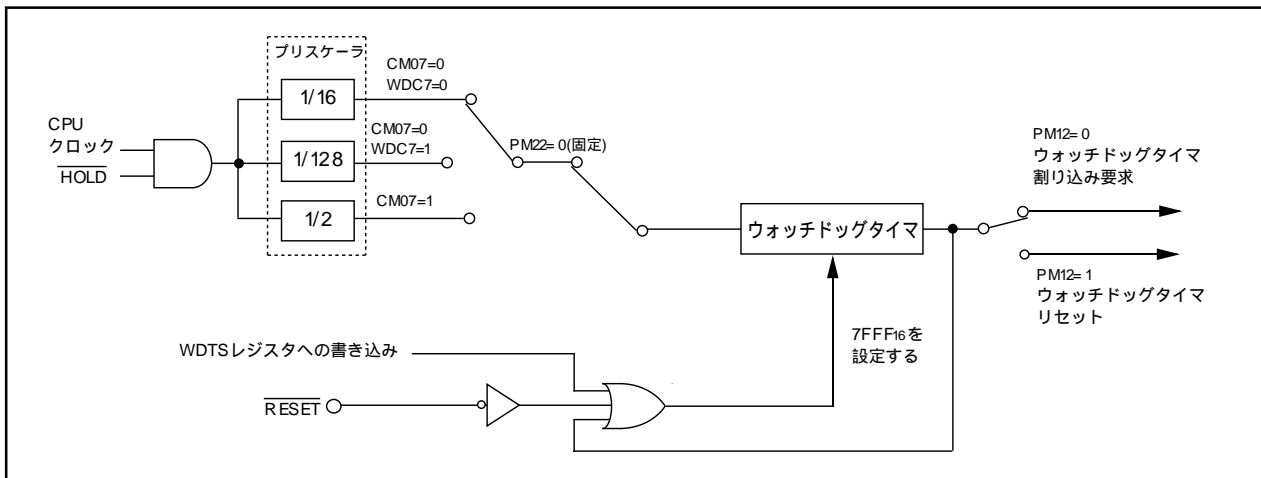 プリスケーラ
CM07=0
WDC7=0
1/16
CPU
クロック
HOLD
CM07=0
WDC7=1
1/128
PM22=0(固定)
CM07=1
1/2
PM12=0
ウォッチドッグタイマ
割り込み要求
ウォッチドッグタイマ
PM12=1
ウォッチドッグタイマ
リセット
7FFF16を
設定する
WDTSレジスタへの書き込み
RESET